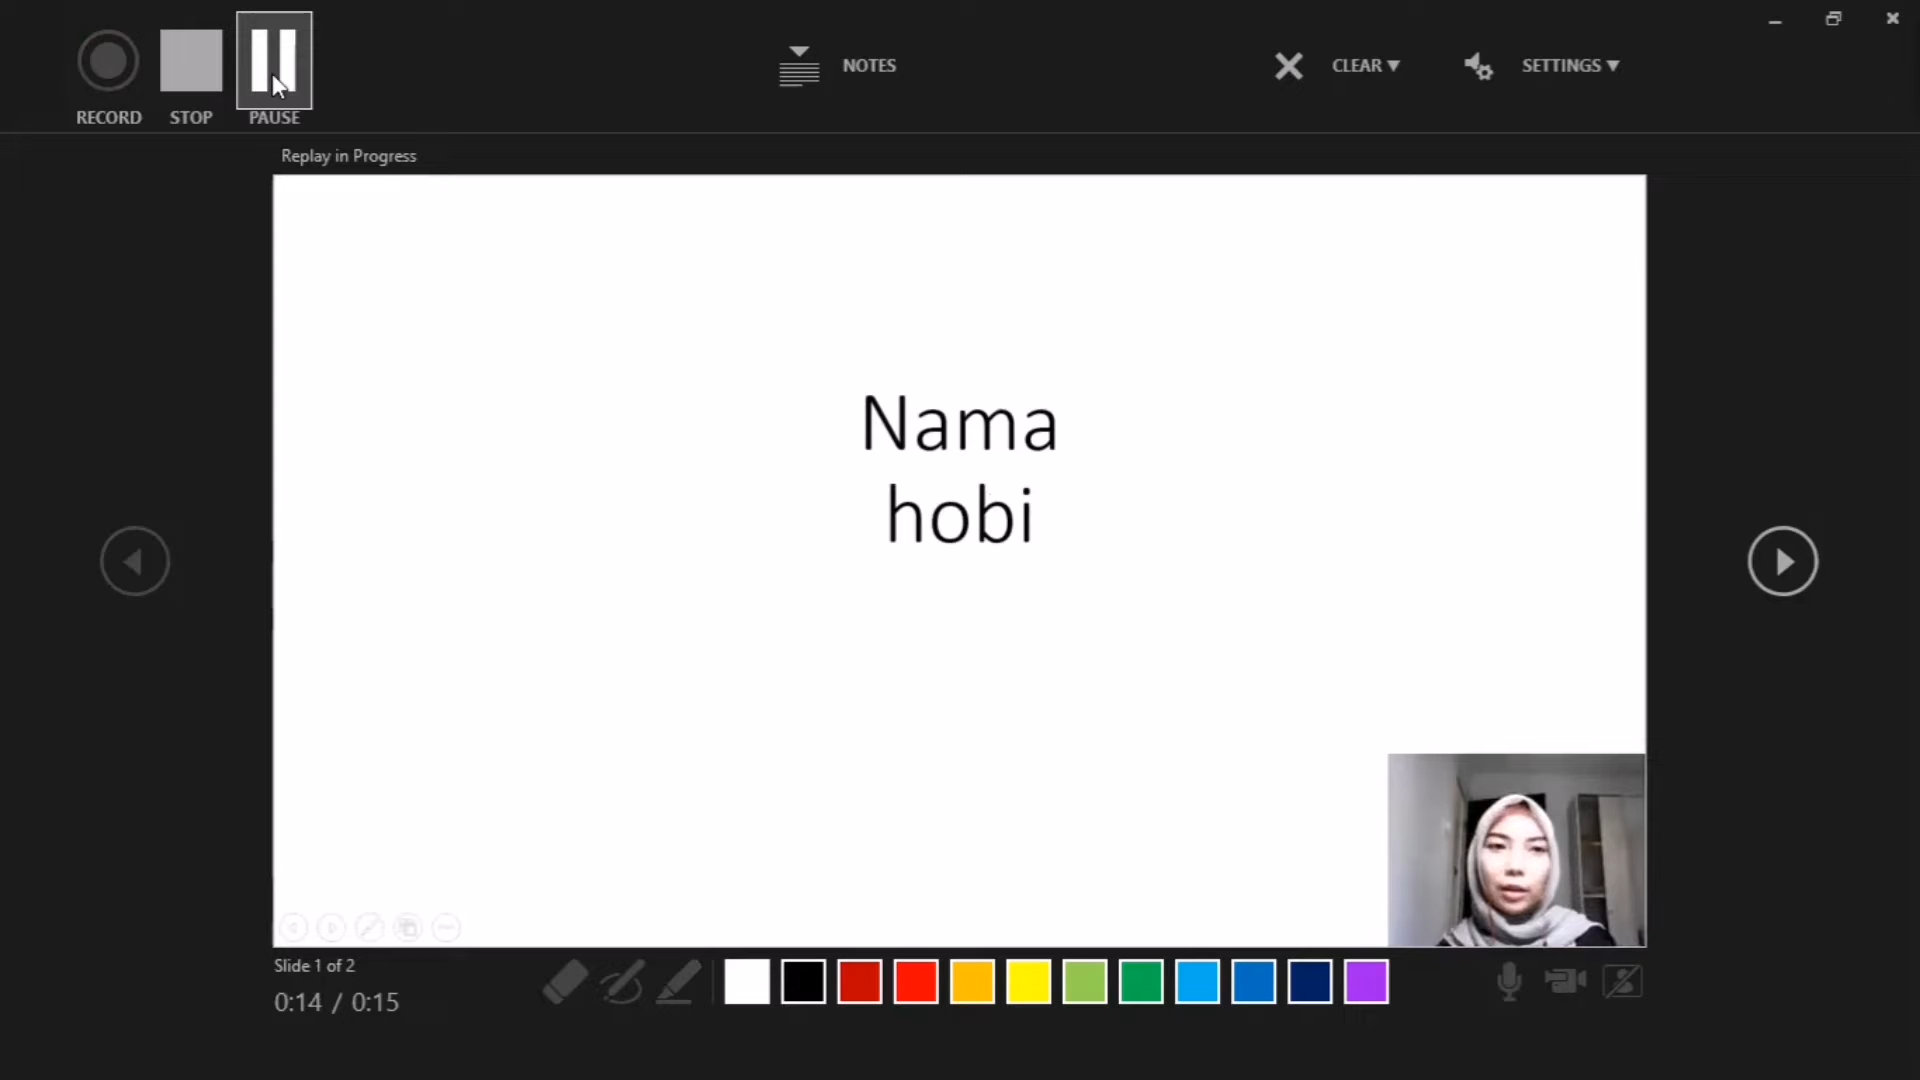 RECORD STOP PAUSE
NOTES
CLEAR
SETTINGS
Replay in Progress
Nama
hobi
Slide 1 of 2
0:14 / 0:15